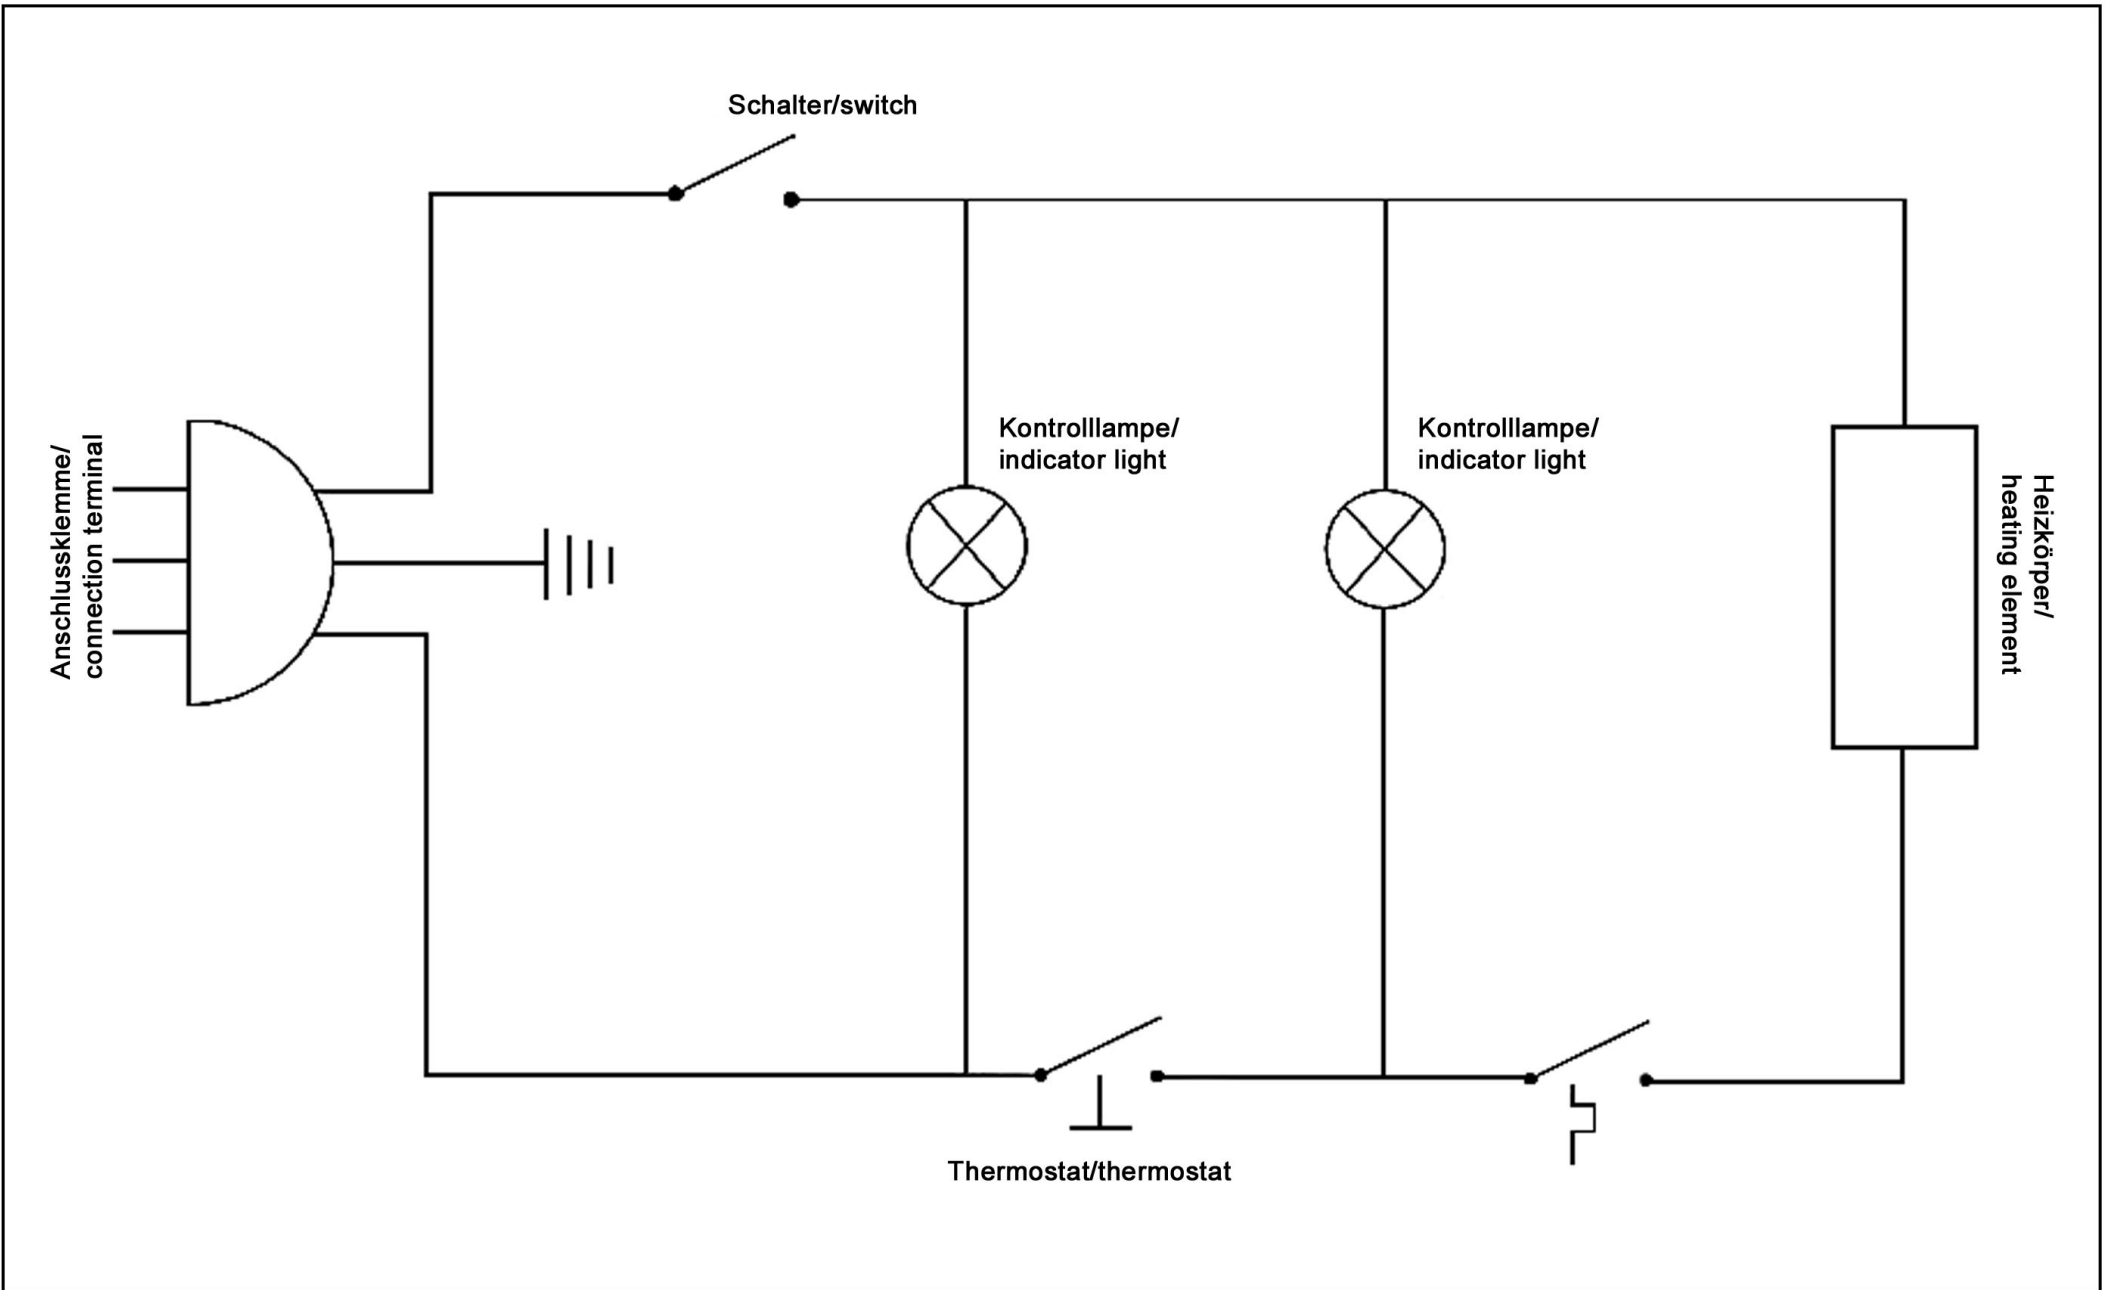 Schalter/switch
Kontrolllampe/
indicator light
Kontrolllampe/
indicator light
Anschlussklemme/
connection terminal
Heizkörper/
heating element
Thermostat/thermostat